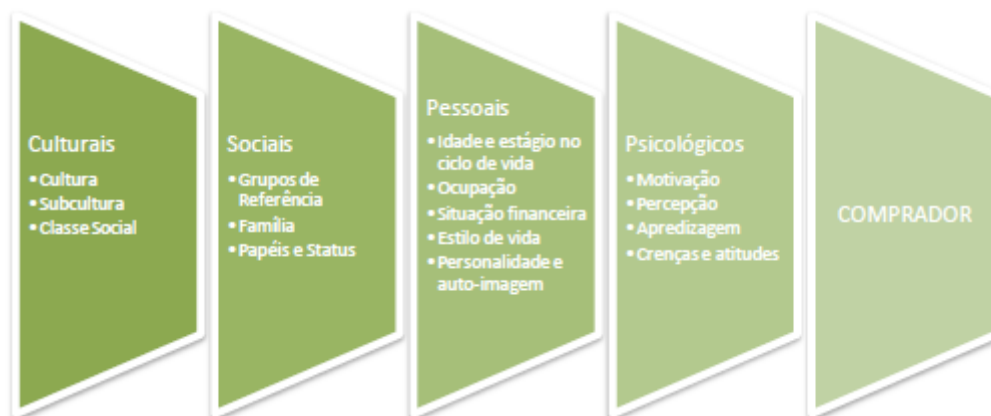 Culturais
• Cultura
• Subcultura
• Classe Social
Sociais
• Grupos de
Referência
• Família
• Papéis e Status
Pessoais
• Idade e estágio no
ciclo de vida
• Ocupação
• Situação financeira
• Estilo de vida
• Personalidade e
auto-imagem
Psicológicos
• Motivação
• Percepção
• Apredizagem
• Crenças e atitudes
COMPRADOR